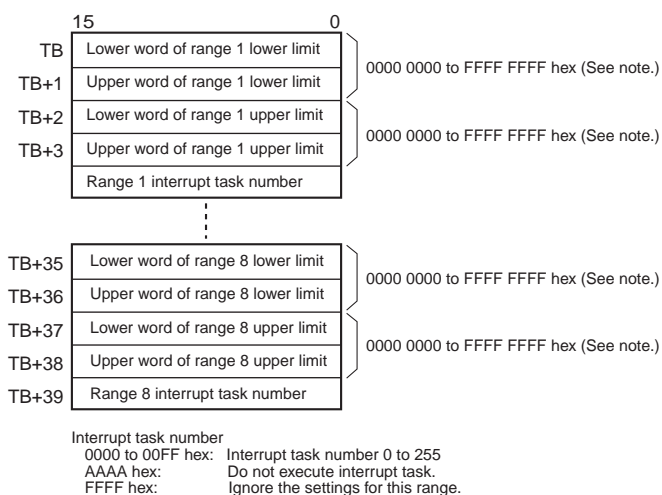 15 0
TB Lower word of range 1 lower limit
TB+1 Upper word of range 1 lower limit
0000 0000 to FFFF FFFF hex (See note.)
TB+2 Lower word of range 1 upper limit
TB+3 Upper word of range 1 upper limit
0000 0000 to FFFF FFFF hex (See note.)
Range 1 interrupt task number
TB+35 Lower word of range 8 lower limit
TB+36 Upper word of range 8 lower limit
0000 0000 to FFFF FFFF hex (See note.)
TB+37 Lower word of range 8 upper limit
TB+38 Upper word of range 8 upper limit
0000 0000 to FFFF FFFF hex (See note.)
TB+39 Range 8 interrupt task number
Interrupt task number
0000 to 00FF hex: Interrupt task number 0 to 255
AAAA hex: Do not execute interrupt task.
FFFF hex: Ignore the settings for this range.